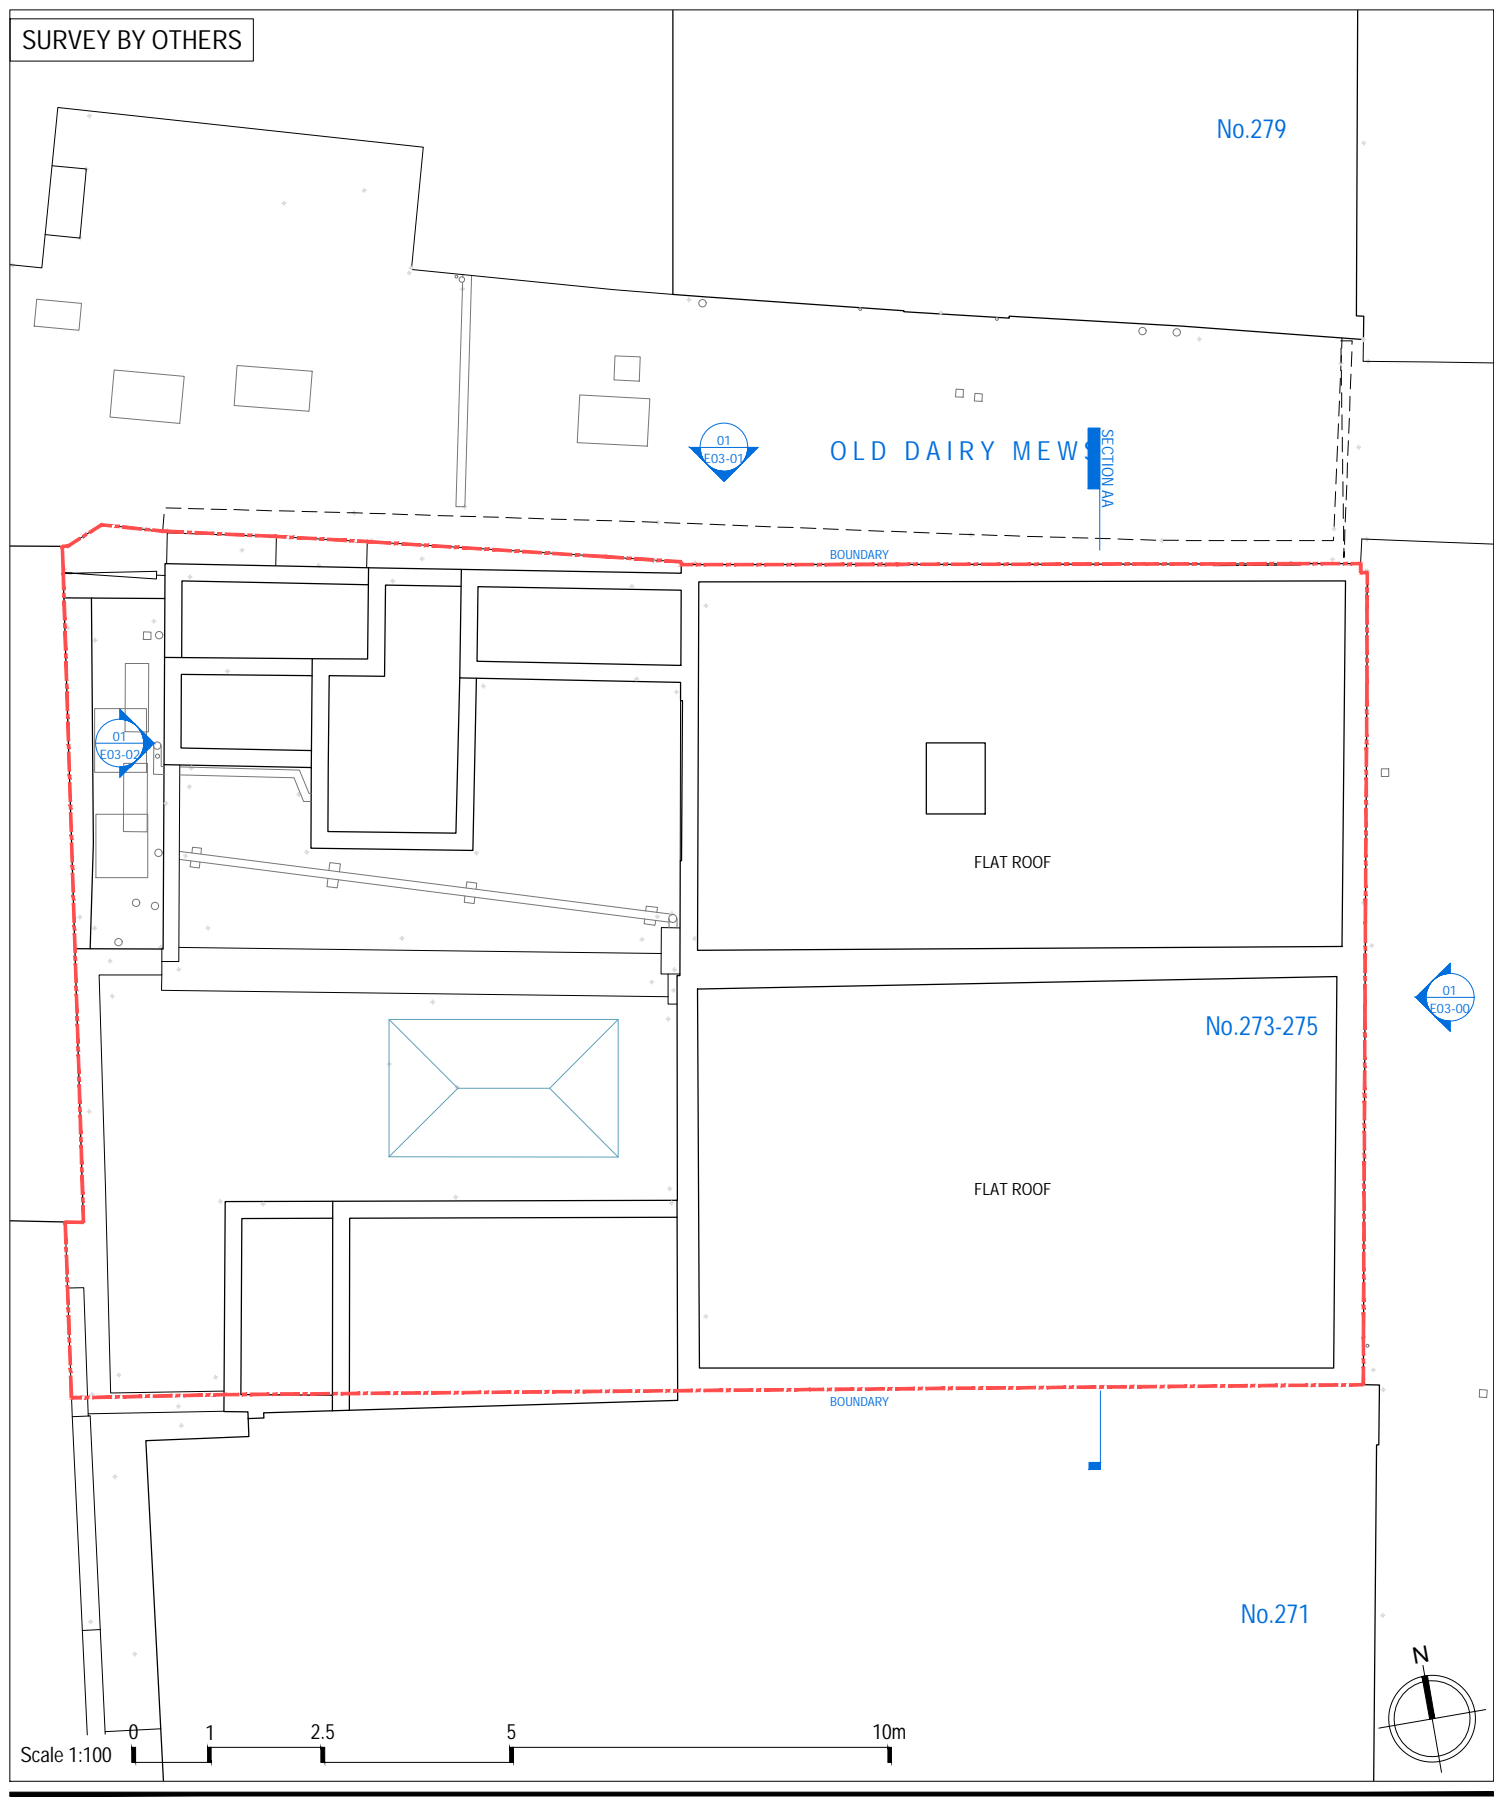 SURVEY BY OTHERS
No.279
01
E03-01
OLD DAIRY MEWS
SECTION AA
BOUNDARY
01
E03-02
FLAT ROOF
01
E03-00
No.273-275
FLAT ROOF
BOUNDARY
No.271
N
0 1 2.5 5 10m
Scale 1:100